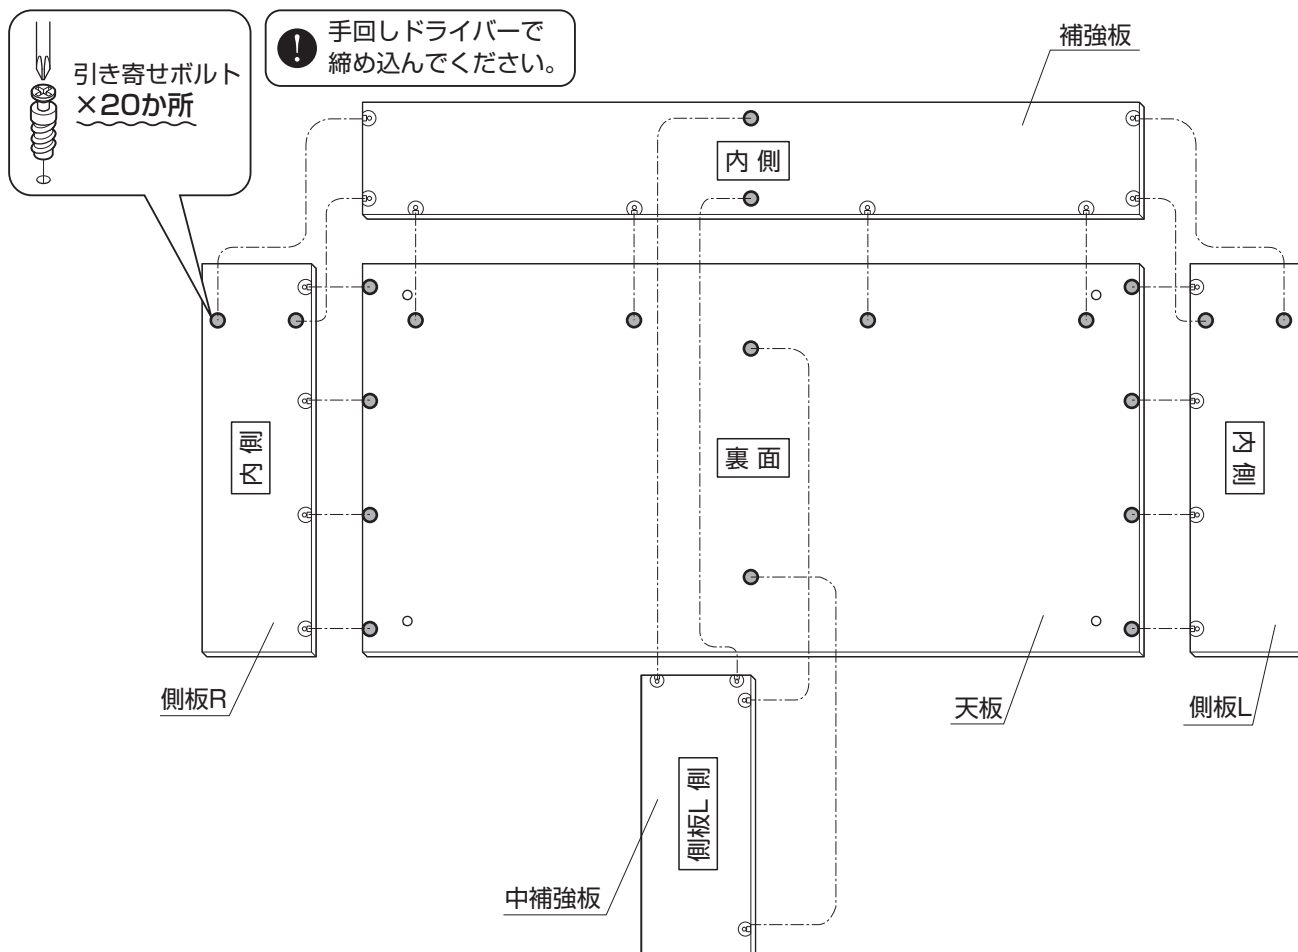 引き寄せボルト
×20か所
手回しドライバーで
締め込んでください。
補強板
内側
内側
裏面
内側
側板R
天板
側板L
側板L側
中補強板